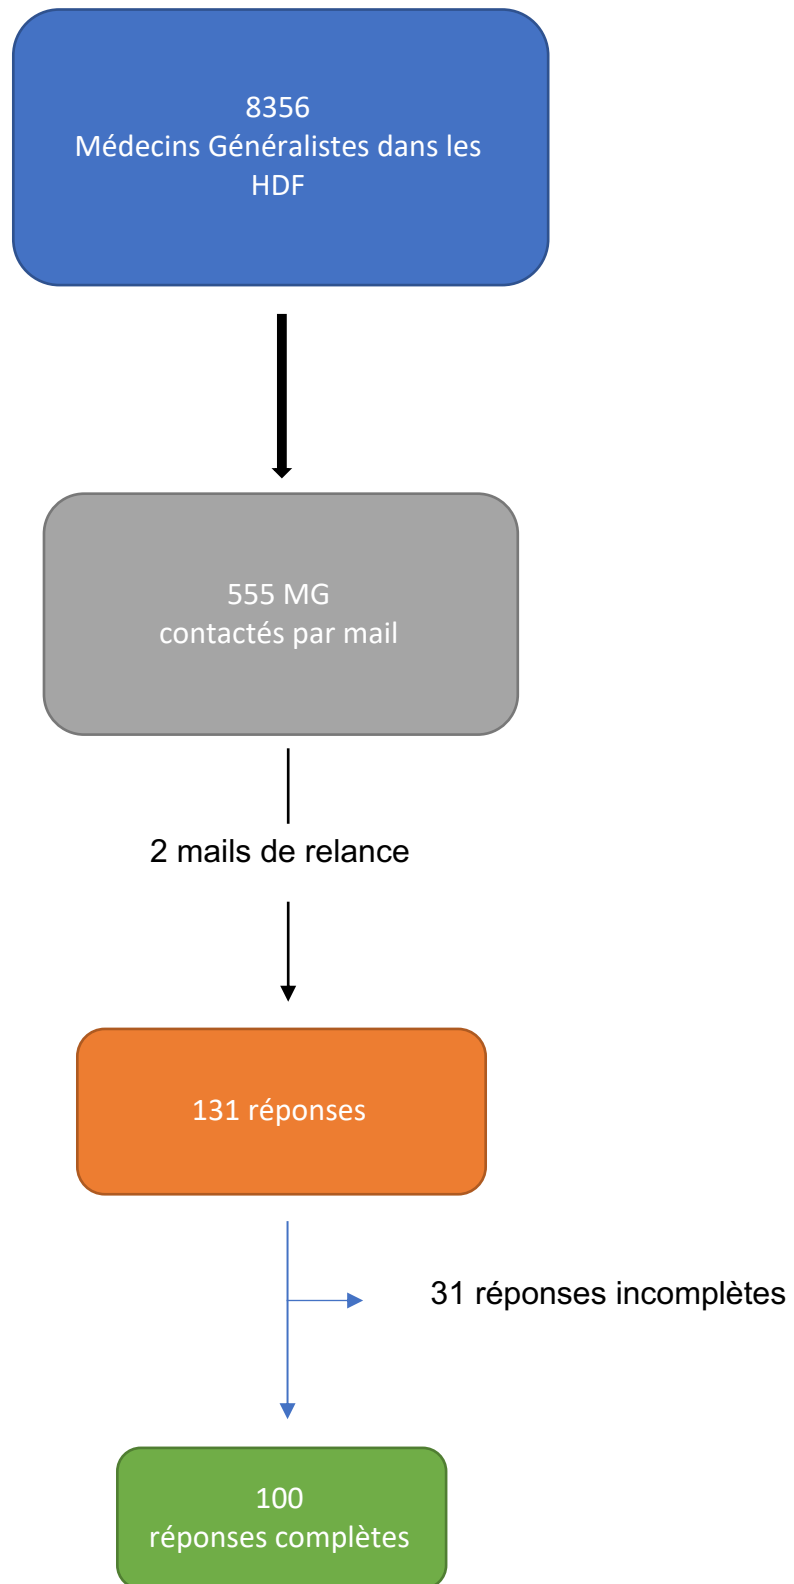 8356
Médecins Généralistes dans les
HDF
555 MG
contactés par mail
2 mails de relance
131 réponses
31 réponses incomplètes
100
réponses complètes